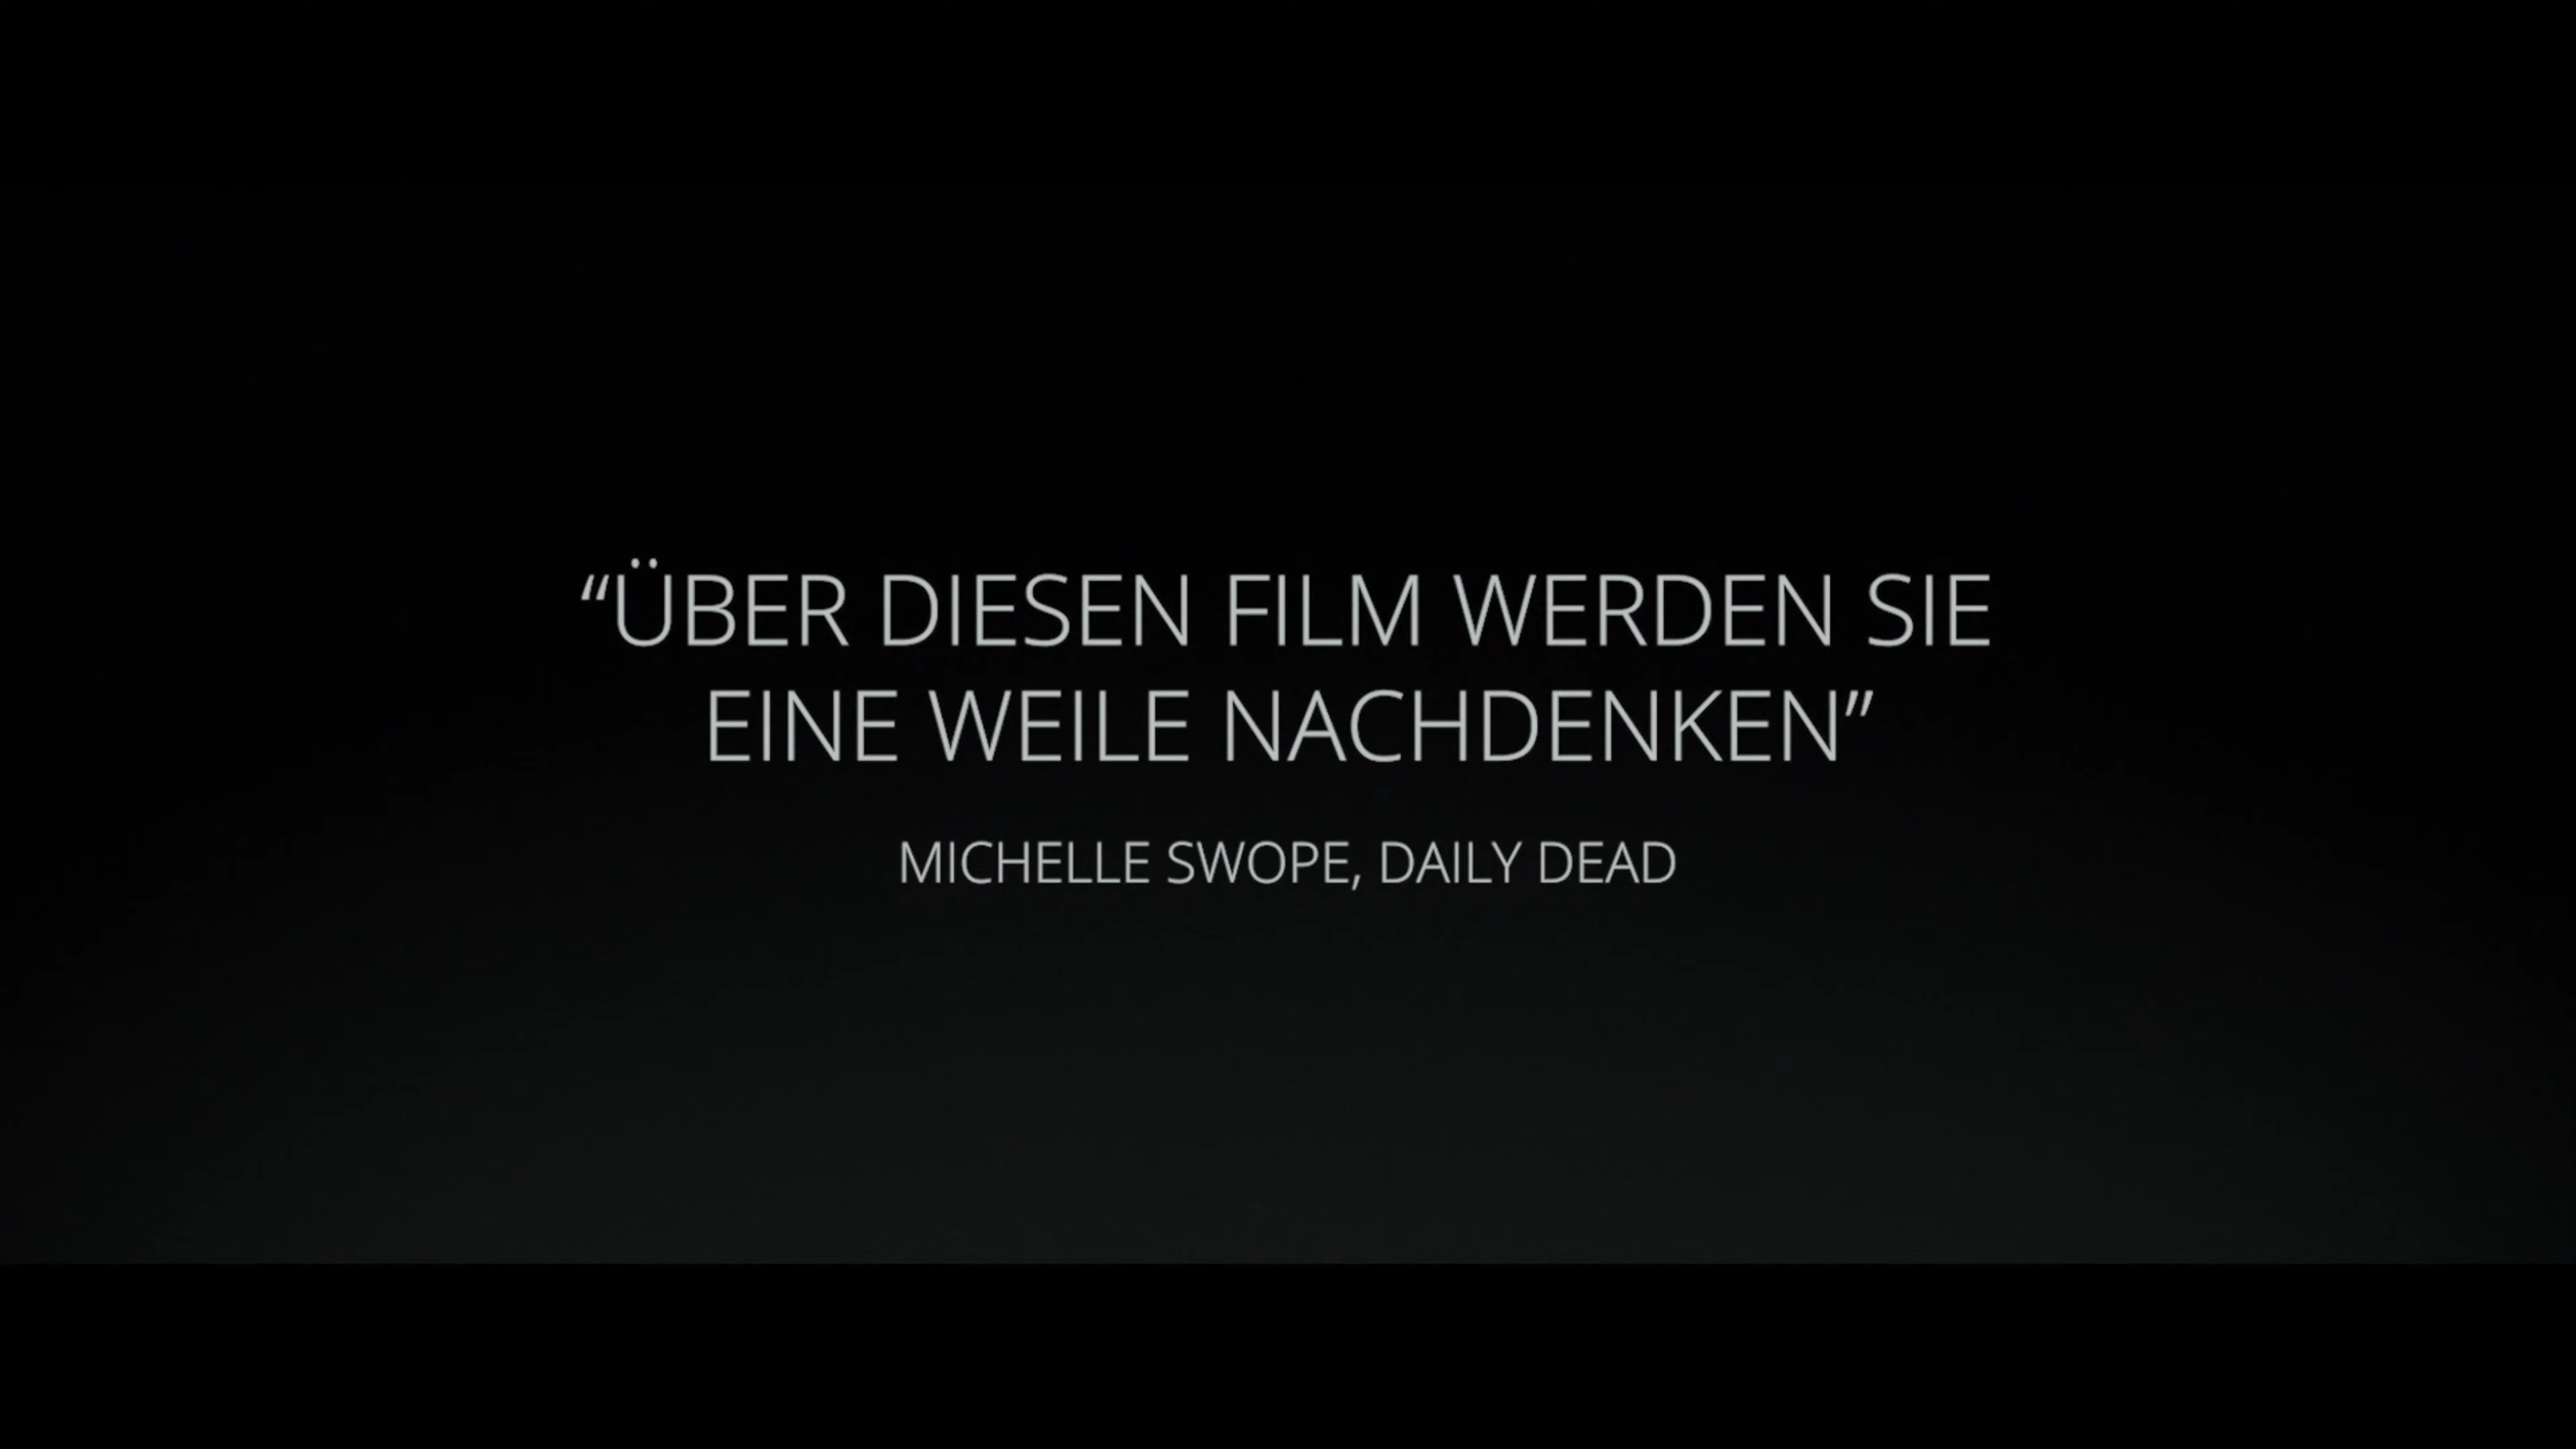 “ÜBER DIESEN FILM WERDEN SIE
EINE WEILE NACHDENKEN”
MICHELLE SWOPE, DAILY DEAD